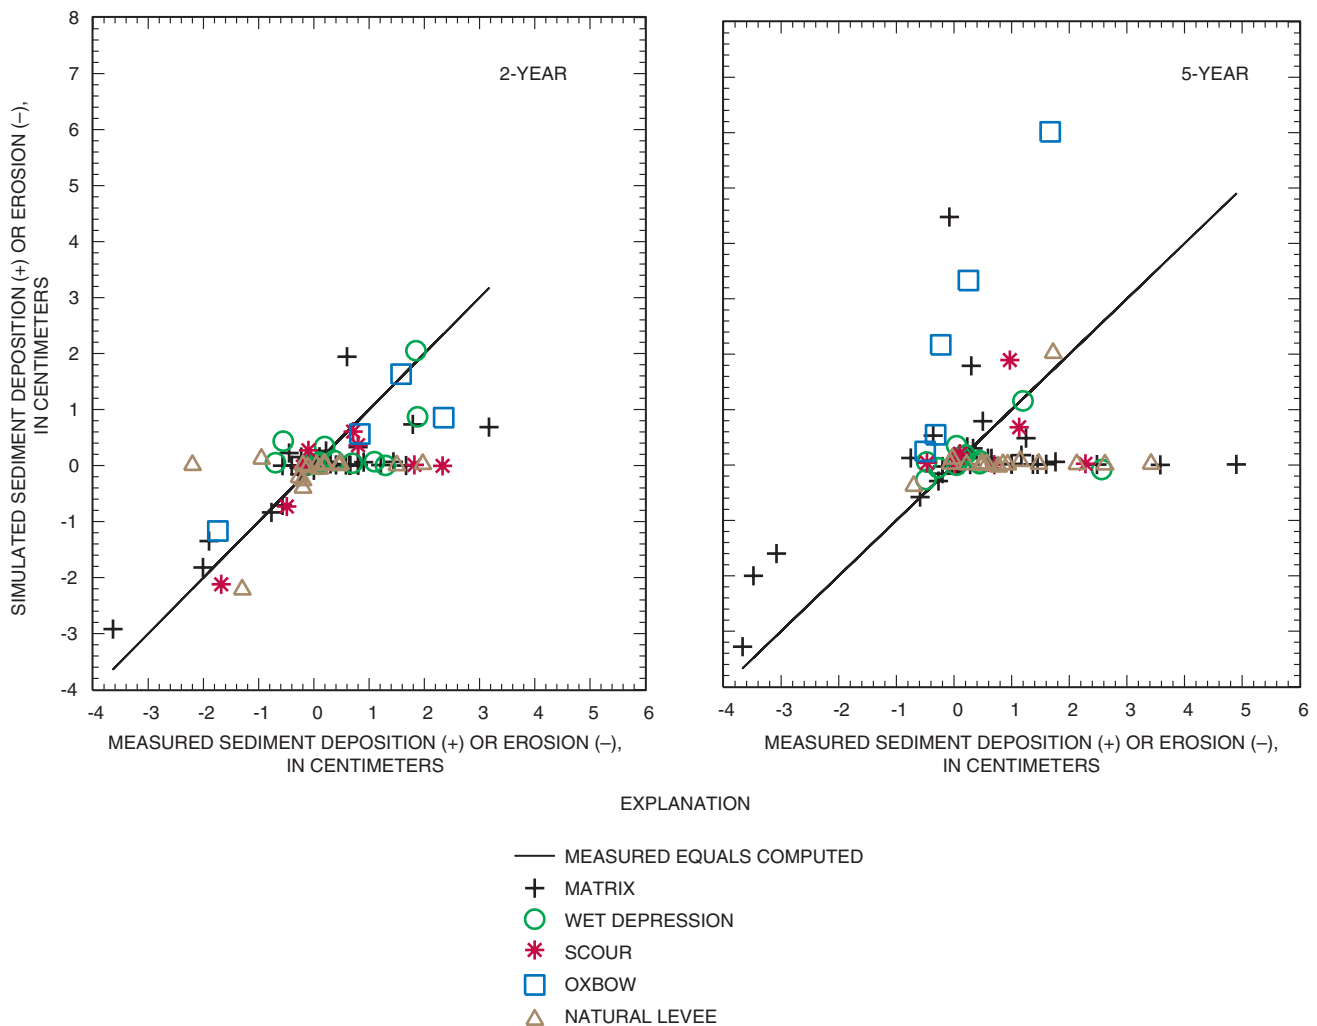 8
7
6
5
4
3
2
1
0
-1
-2
-3
-4
SIMULATED SEDIMENT DEPOSITION (+) OR EROSION (–),
IN CENTIMETERS
2-YEAR
-4 -3 -2 -1 0 1 2 3 4 5 6
MEASURED SEDIMENT DEPOSITION (+) OR EROSION (–),
IN CENTIMETERS
5-YEAR
-4 -3 -2 -1 0 1 2 3 4 5 6
MEASURED SEDIMENT DEPOSITION (+) OR EROSION (–),
IN CENTIMETERS
EXPLANATION
MEASURED EQUALS COMPUTED
MATRIX
WET DEPRESSION
SCOUR
OXBOW
NATURAL LEVEE